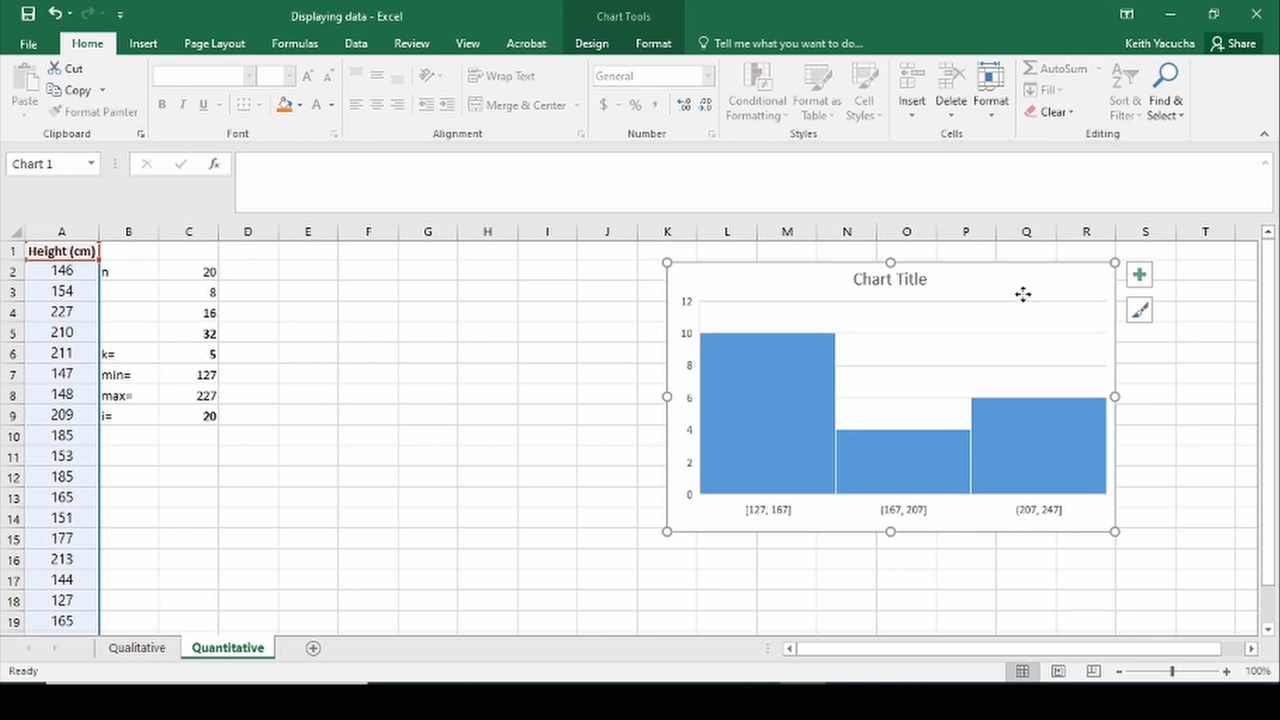 Displaying data - Excel
Chart Tools
File Home Insert Page Layout Formulas Data Review View Acrobat Design Format Tell me what you want to do... Keith Yacucha Share
Paste
Cut
Copy
Format Painter
Clipboard
B I U A
Font
Wrap Text
Merge & Center
Alignment
General
$ % ,
Number
Conditional Formatting
Format as Table
Cell Styles
Styles
Insert Delete Format
Cells
AutoSum
Fill
Clear
Sort & Filter
Find & Select
Editing
Chart 1 fx
A B C D E F G H I J K L M N O P Q R S T
1 Height (cm)
2 146 n 20
3 154 8
4 227 16
5 210 32
6 211 k= 5
7 147 min= 127
8 148 max= 227
9 209 i= 20
10 185
11 153
12 185
13 165
14 151
15 177
16 213
17 144
18 127
19 165
Chart Title
12
10
8
6
4
2
0
[127, 167] (167, 207] (207, 247]
Qualitative Quantitative
Ready 100%